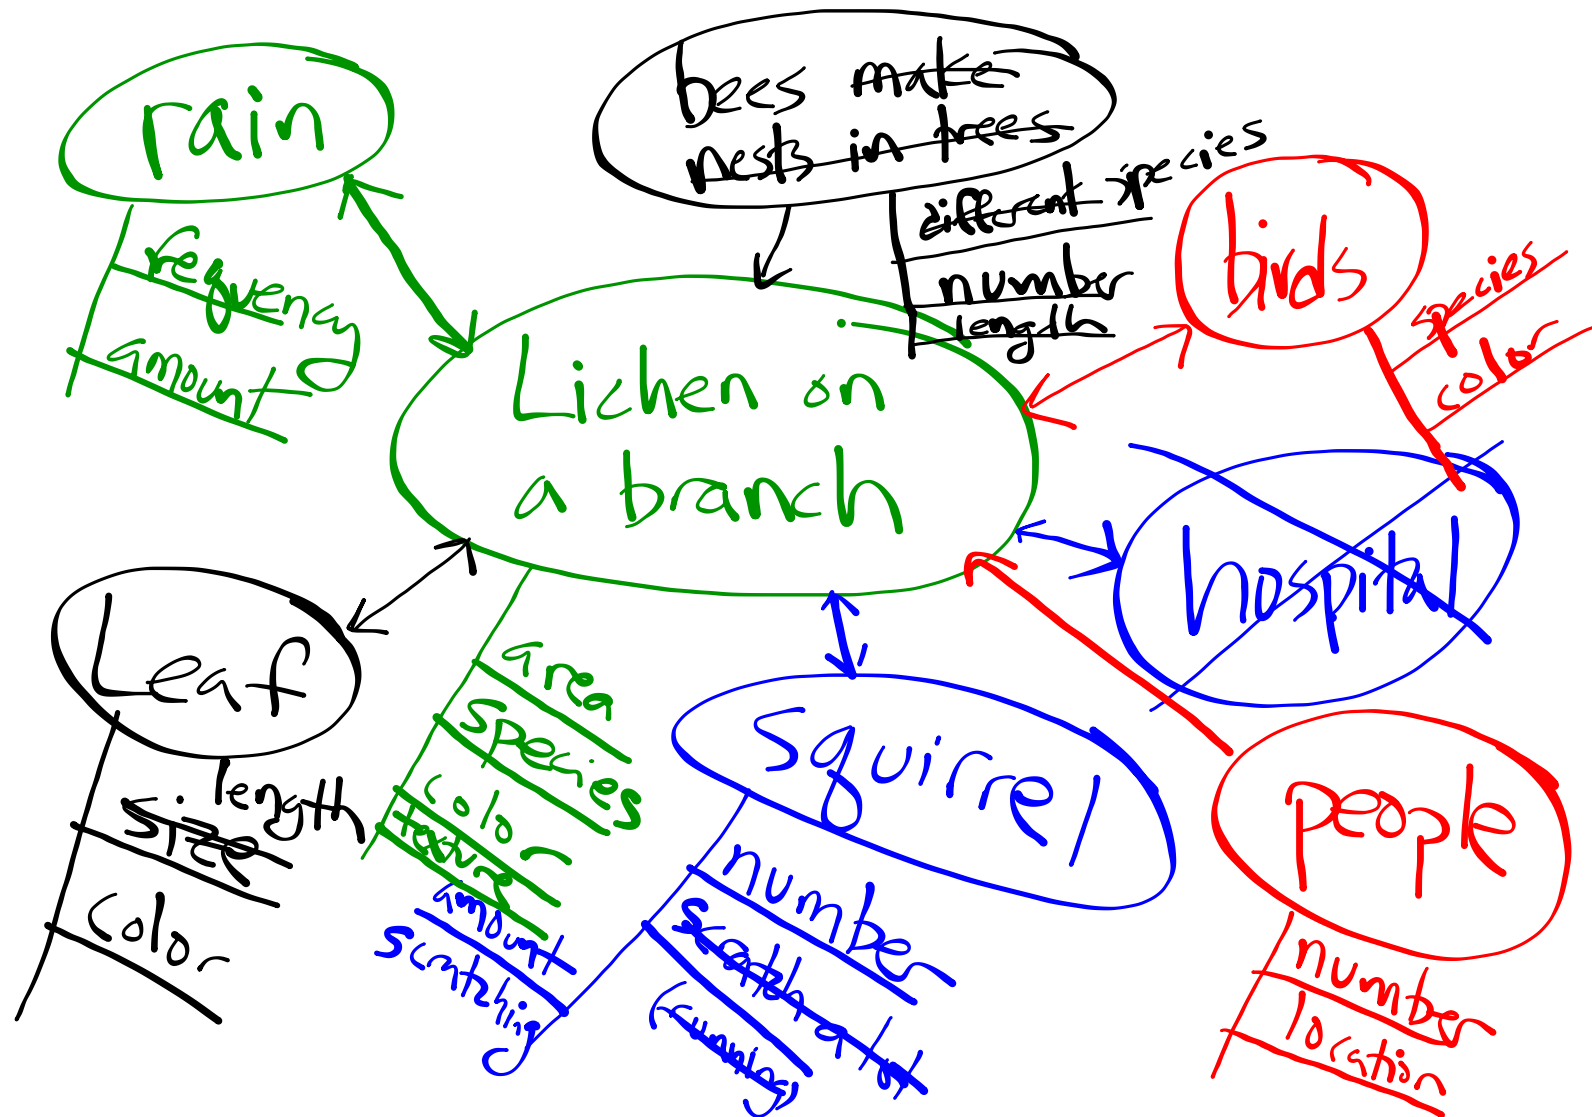 rain
frequency
amount
bees make
nests in trees
different species
number
length
birds
species
color
Lichen on
a branch
hospital
Leaf
length
size
color
area
species
color
texture
squirrel
number
scratch at lot
(running)
amount
scratching
people
number
location